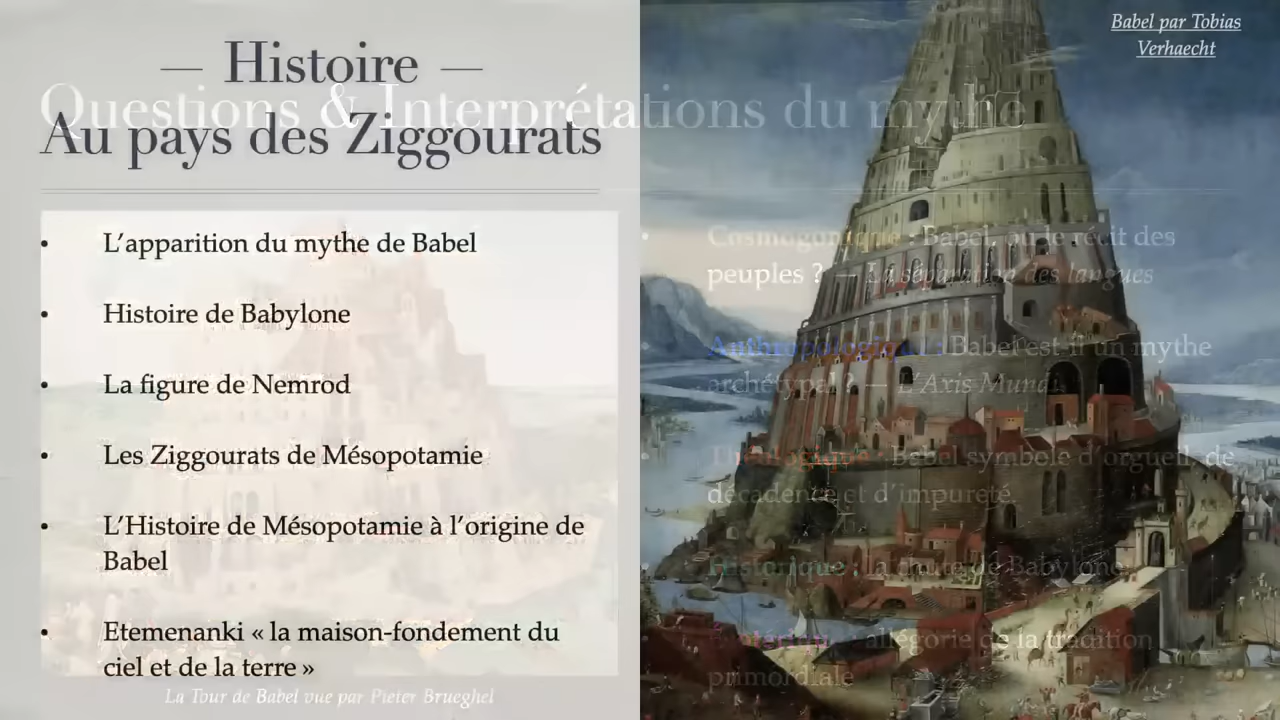 — Histoire —
Au pays des Ziggourats
• L’apparition du mythe de Babel
• Histoire de Babylone
• La figure de Nemrod
• Les Ziggourats de Mésopotamie
• L’Histoire de Mésopotamie à l’origine de
Babel
• Etemenanki « la maison-fondement du
ciel et de la terre »
La Tour de Babel vue par Pieter Brueghel
Babel par Tobias
Verhaecht
Questions & Interprétations du mythe
Cosmogonique : Babel, ou le récit des
peuples ? — La séparation des langues
Anthropologique : Babel est-il un mythe
archétypal ? — L’Axis Mundi
Théologique : Babel symbole d’orgueil, de
décadence et d’impureté.
Historique : la chute de Babylone
: allégorie de la tradition
primordiale